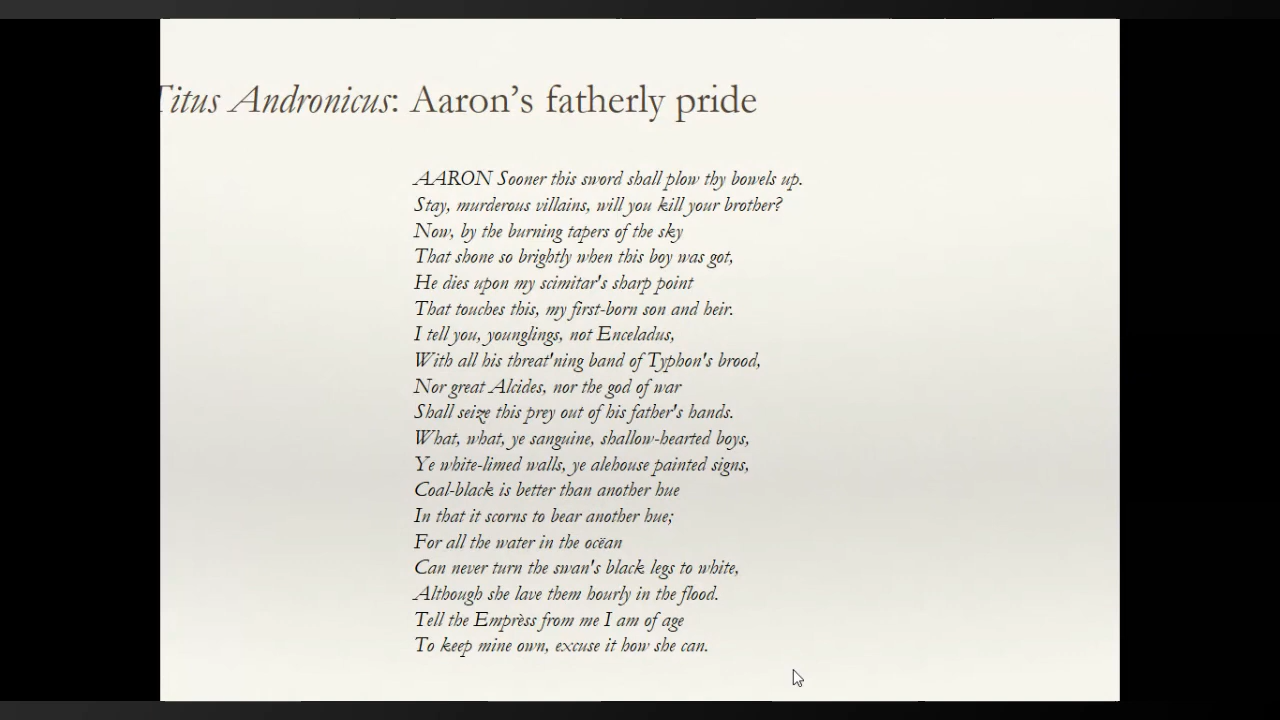 Titus Andronicus: Aaron’s fatherly pride
AARON Sooner this sword shall plow thy bowels up.
Stay, murderous villains, will you kill your brother?
Now, by the burning tapers of the sky
That shone so brightly when this boy was got,
He dies upon my scimitar's sharp point
That touches this, my first-born son and heir.
I tell you, younglings, not Enceladus,
With all his threat'ning band of Typhon's brood,
Nor great Alcides, nor the god of war
Shall seize this prey out of his father's hands.
What, what, ye sanguine, shallow-hearted boys,
Ye white-limed walls, ye alehouse painted signs,
Coal-black is better than another hue
In that it scorns to bear another hue;
For all the water in the ocëan
Can never turn the swan's black legs to white,
Although she lave them hourly in the flood.
Tell the Emprèss from me I am of age
To keep mine own, excuse it how she can.